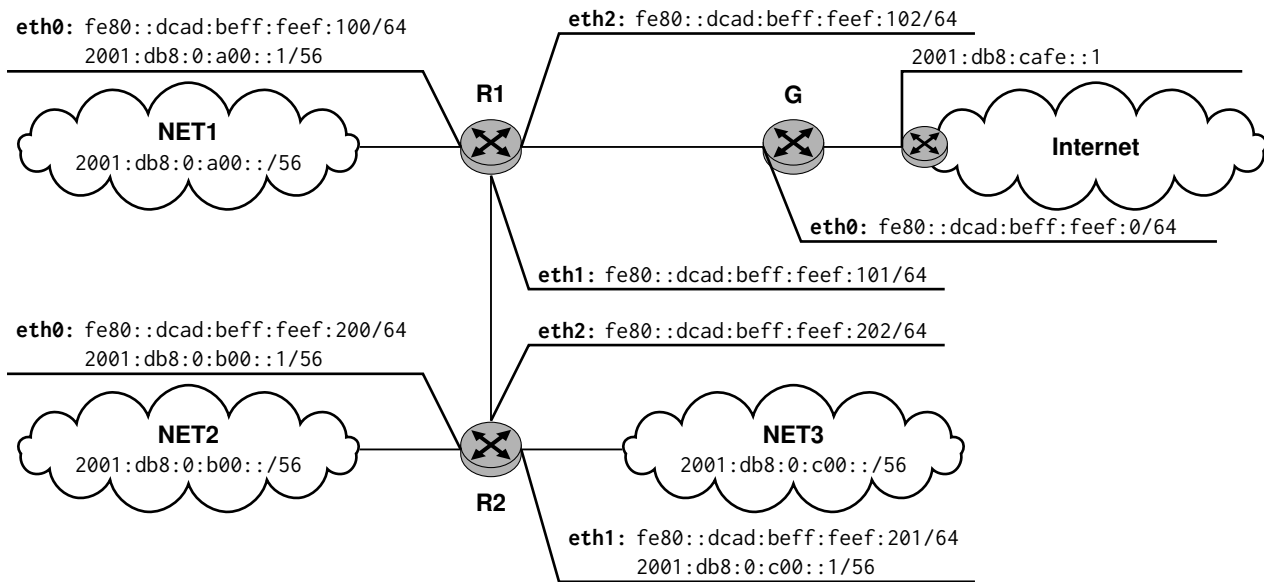 eth0: fe80::dcad:beff:feef:100/64
2001:db8:0:a00::1/56
eth2: fe80::dcad:beff:feef:102/64
2001:db8:cafe::1
R1
G
NET1
2001:db8:0:a00::/56
Internet
eth0: fe80::dcad:beff:feef:0/64
eth1: fe80::dcad:beff:feef:101/64
eth0: fe80::dcad:beff:feef:200/64
2001:db8:0:b00::1/56
eth2: fe80::dcad:beff:feef:202/64
NET2
2001:db8:0:b00::/56
NET3
2001:db8:0:c00::/56
R2
eth1: fe80::dcad:beff:feef:201/64
2001:db8:0:c00::1/56